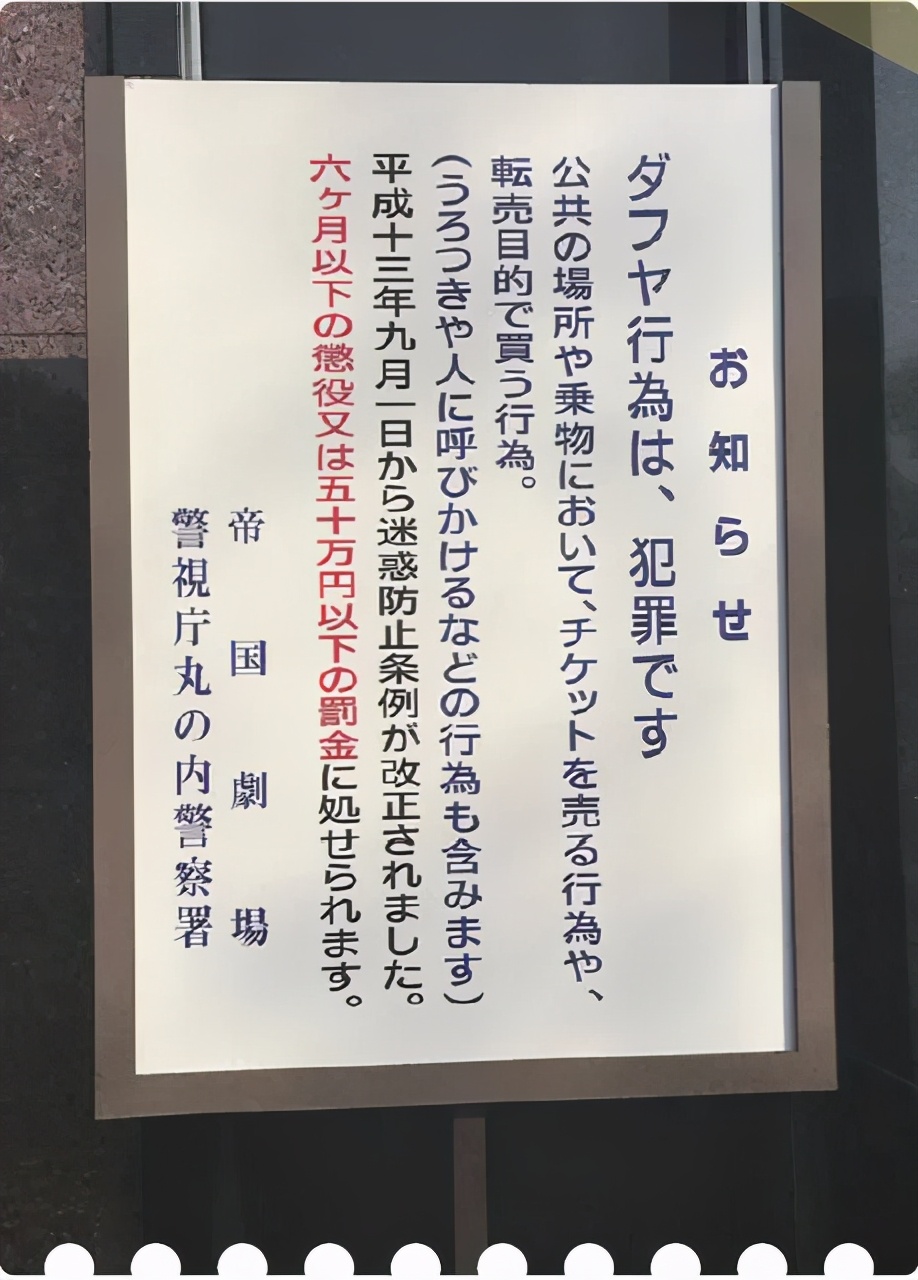 お知らせ
ダフヤ行為は、犯罪です
公共の場所や乗物において、チケットを売る行為や、
転売目的で買う行為。
(うろつきや人に呼びかけるなどの行為も含みます)
平成十三年九月一日から迷惑防止条例が改正されました。
六ヶ月以下の懲役又は五十万円以下の罰金に処せられます。
帝国劇場
警視庁丸の内警察署